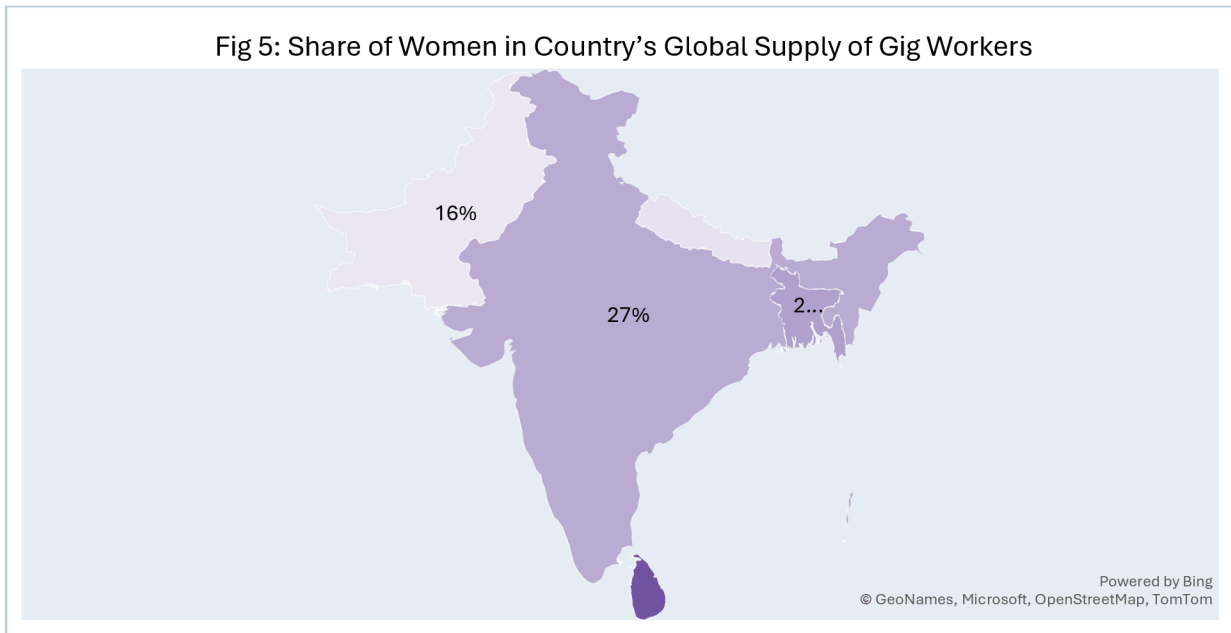 Fig 5: Share of Women in Country's Global Supply of Gig Workers
16%
27%
2...
Powered by Bing
© GeoNames, Microsoft, OpenStreetMap, TomTom